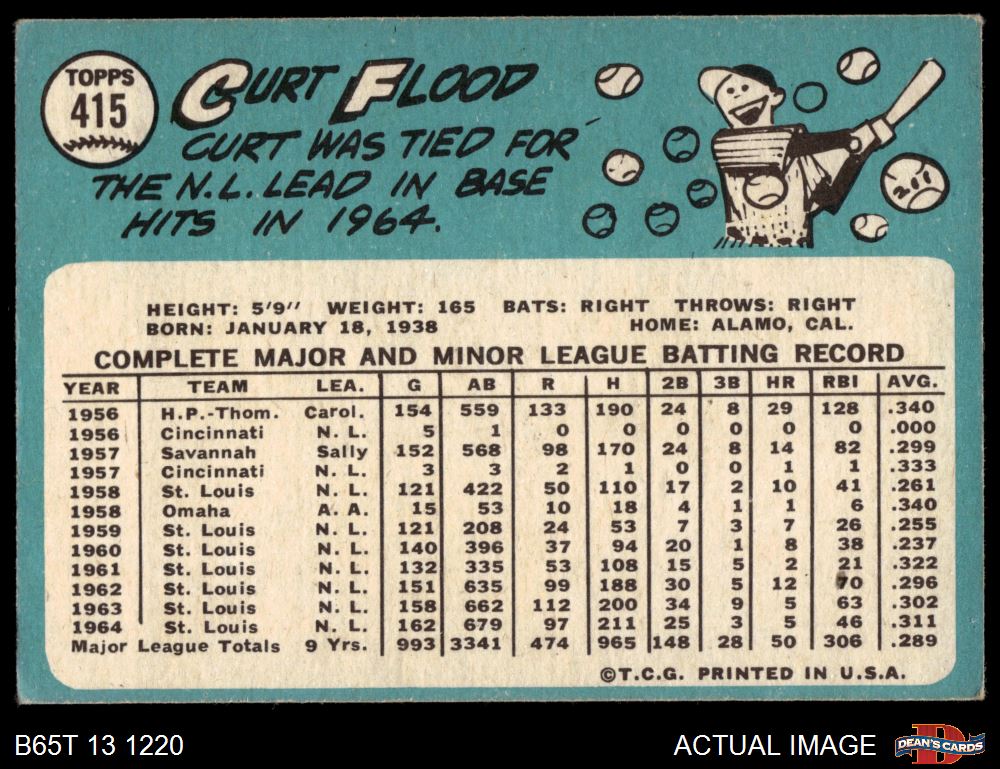 TOPPS
415
CURT FLOOD
CURT WAS TIED FOR
THE N.L. LEAD IN BASE
HITS IN 1964.
211
HEIGHT: 5'9" WEIGHT: 165 BATS: RIGHT THROWS: RIGHT
BORN: JANUARY 18, 1938 HOME: ALAMO, CAL.
COMPLETE MAJOR AND MINOR LEAGUE BATTING RECORD
YEAR TEAM LEA. G AB R H 2B 3B HR RBI AVG.
1956 H.P.-Thom. Carol. 154 559 133 190 24 8 29 128 .340
1956 Cincinnati N. L. 5 1 0 0 0 0 0 0 .000
1957 Savannah Sally 152 568 98 170 24 8 14 82 .299
1957 Cincinnati N. L. 3 3 2 1 0 0 1 1 .333
1958 St. Louis N. L. 121 422 50 110 17 2 10 41 .261
1958 Omaha A. A. 15 53 10 18 4 1 1 6 .340
1959 St. Louis N. L. 121 208 24 53 7 3 7 26 .255
1960 St. Louis N. L. 140 396 37 94 20 1 8 38 .237
1961 St. Louis N. L. 132 335 53 108 15 5 2 21 .322
1962 St. Louis N. L. 151 635 99 188 30 5 12 70 .296
1963 St. Louis N. L. 158 662 112 200 34 9 5 63 .302
1964 St. Louis N. L. 162 679 97 211 25 3 5 46 .311
Major League Totals 9 Yrs. 993 3341 474 965 148 28 50 306 .289
©T.C.G. PRINTED IN U.S.A.
B65T 13 1220
ACTUAL IMAGE
D
DEAN'S CARDS